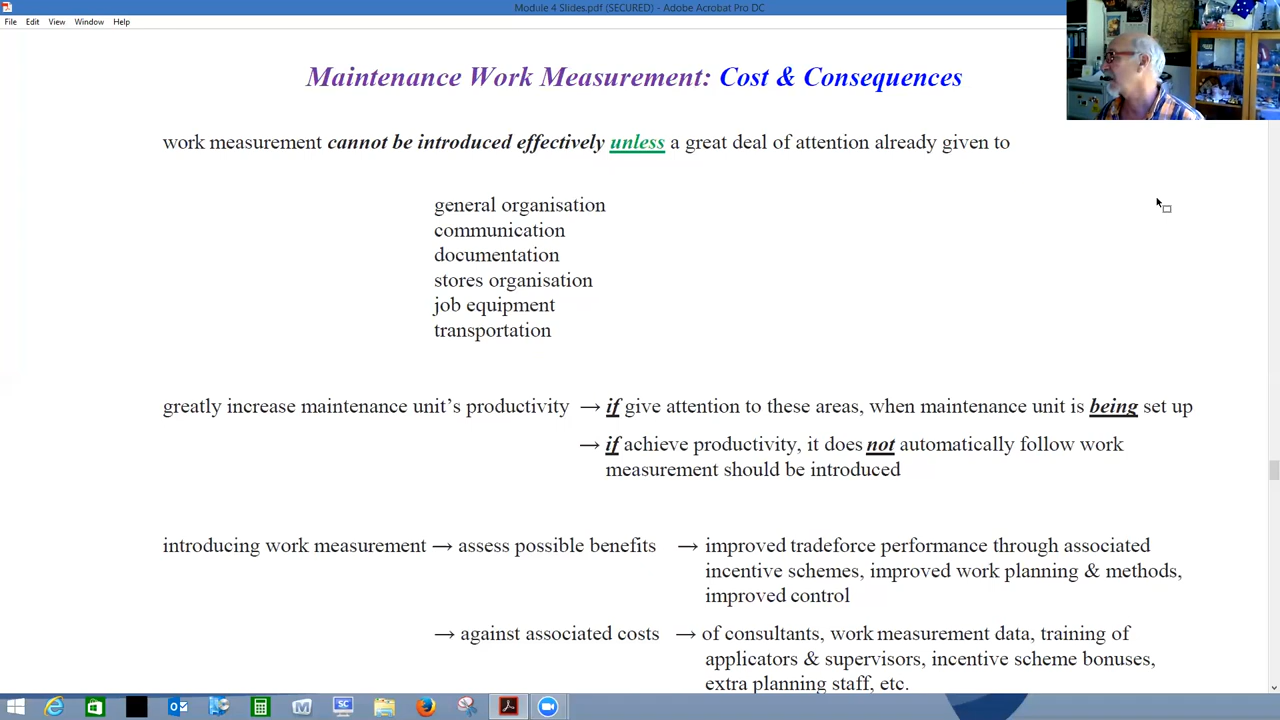 Module 4 Slides.pdf (SECURED) - Adobe Acrobat Pro DC
File Edit View Window Help
Maintenance Work Measurement: Cost & Consequences
work measurement cannot be introduced effectively unless a great deal of attention already given to
general organisation
communication
documentation
stores organisation
job equipment
transportation
greatly increase maintenance unit’s productivity → if give attention to these areas, when maintenance unit is being set up
→ if achieve productivity, it does not automatically follow work
measurement should be introduced
introducing work measurement → assess possible benefits → improved tradeforce performance through associated
incentive schemes, improved work planning & methods,
improved control
→ against associated costs → of consultants, work measurement data, training of
applicators & supervisors, incentive scheme bonuses,
extra planning staff, etc.